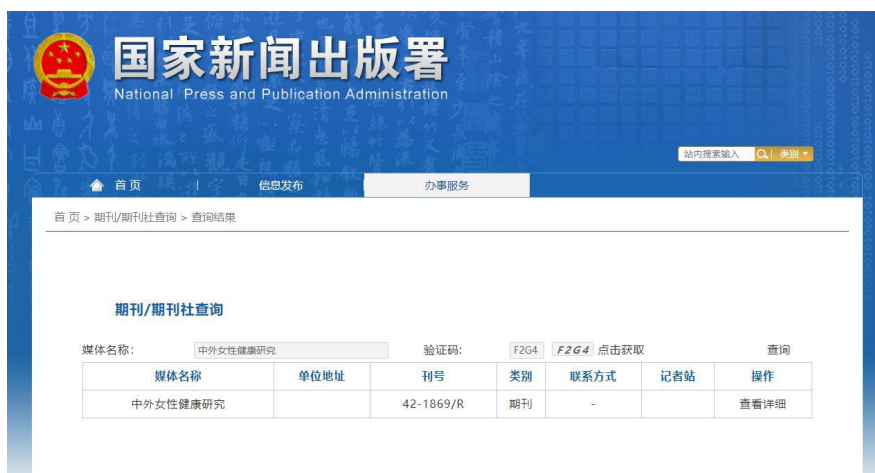 国家新闻出版署
National Press and Publication Administration
站内搜索输入 类别
首页 | 信息发布 | 办事服务
首页 > 期刊/期刊社查询 > 查询结果
期刊/期刊社查询
媒体名称: 中外女性健康研究 验证码: F2G4 F2G4 点击获取 查询
媒体名称 单位地址 刊号 类别 联系方式 记者站 操作
中外女性健康研究 42-1869/R 期刊 - 查看详细